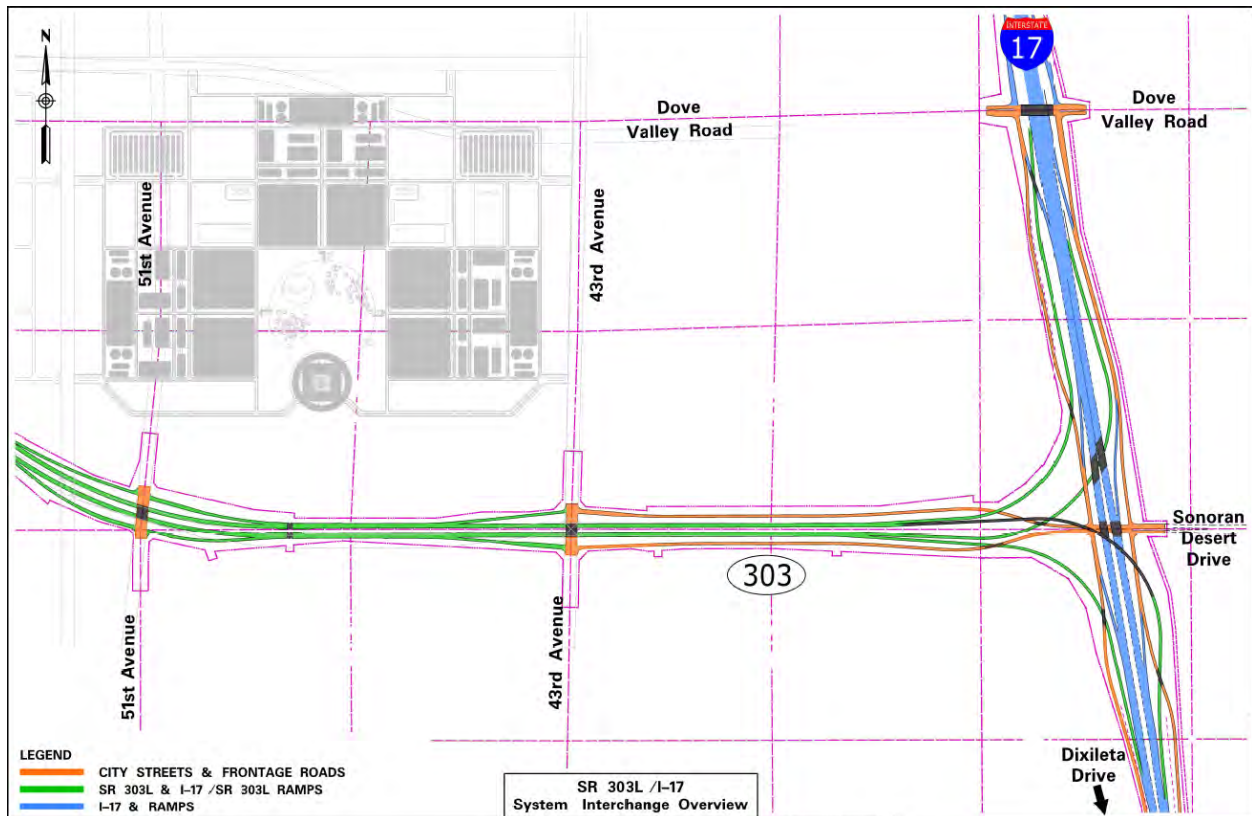 N
INTERSTATE
17
Dove
Valley Road
Dove
Valley Road
51st Avenue
43rd Avenue
Sonoran
Desert
Drive
303
51st Avenue
43rd Avenue
Dixileta
Drive
LEGEND
CITY STREETS & FRONTAGE ROADS
SR 303L & I-17 /SR 303L RAMPS
I-17 & RAMPS
SR 303L /I-17
System Interchange Overview